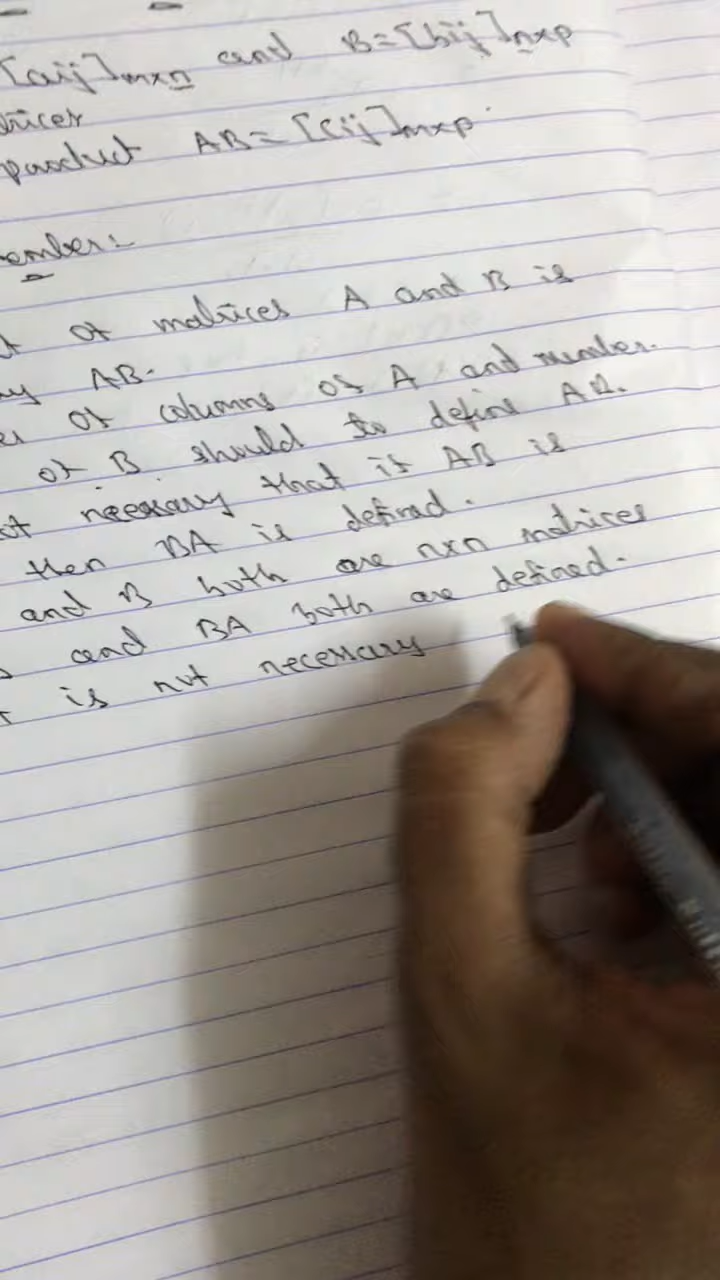 [aij]mxn and B=[bij]nxp
product AB=[cij]mxp
ember:
of matrices A and B is
AB.
of columns of A and number
of B should to define AB.
necessary that if AB is
then BA is defined.
and B both are nxn matrices
and BA both are defined.
is not necessary